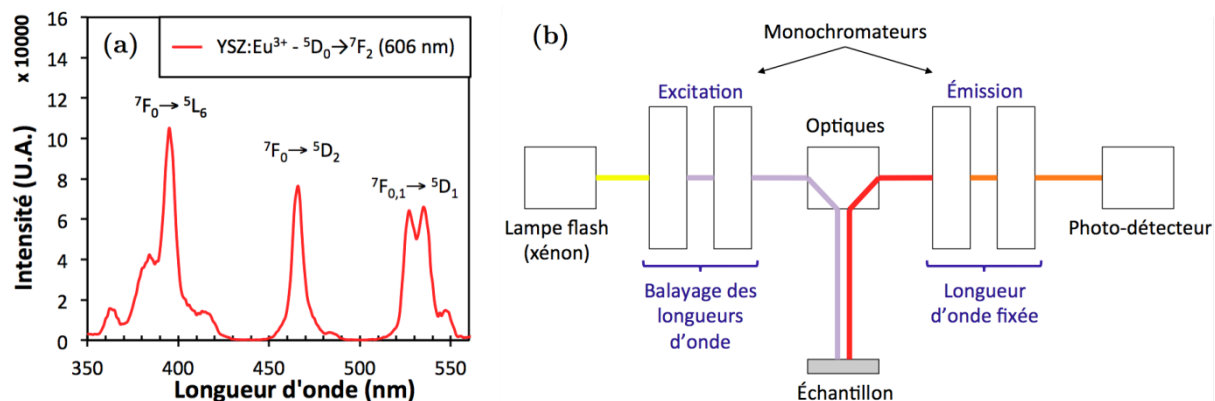 (a)
YSZ:Eu³⁺ - ⁵D₀→⁷F₂ (606 nm)
x 10000
Intensité (U.A.)
16
14
12
10
8
6
4
2
0
⁷F₀→ ⁵L₆
⁷F₀→ ⁵D₂
⁷F₀,₁→ ⁵D₁
350
400
450
500
550
Longueur d'onde (nm)
(b)
Monochromateurs
Excitation
Émission
Optiques
Lampe flash
(xénon)
Photo-détecteur
Balayage des
longueurs
d'onde
Longueur
d'onde fixée
Échantillon